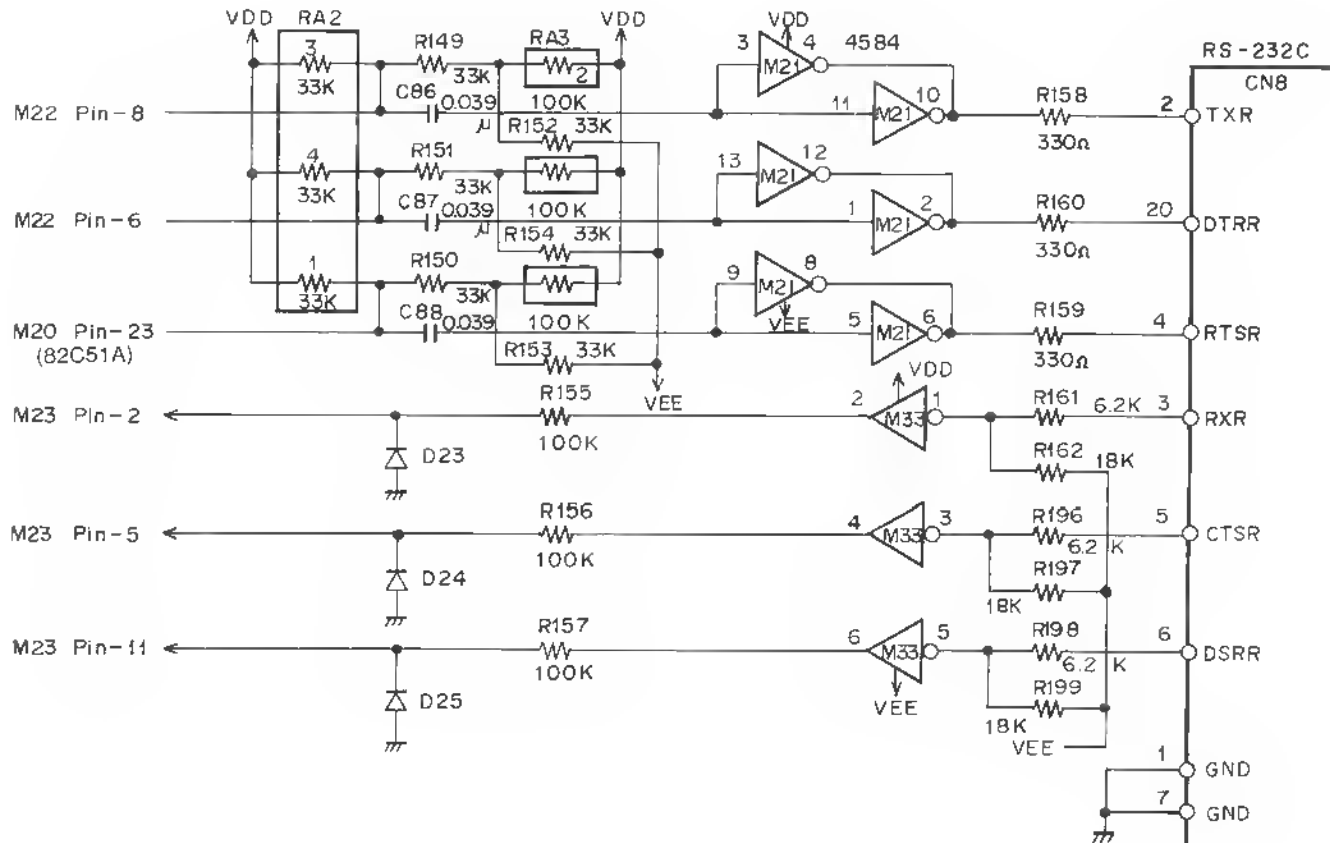 VDD RA2 VDD VDD
3 R149 RA3 3 4 4584 RS-232C
33K 33K 2 M21 CN8
C86 0.039 100K 11 10 R158 2
M22 Pin-8 μ M21 330Ω TXR
R152 33K
4 R151 13 12
33K 33K M21
C87 0.039 100K 1 2 R160 20
M22 Pin-6 μ M21 330Ω DTRR
R154 33K
1 R150 9 8
33K 33K M21
C88 0.039 100K VEE 5 6 R159 4
M20 Pin-23 M21 330Ω RTSR
(82C51A) R153 33K
VDD
R155 VEE 2 1 R161 6.2K 3
M23 Pin-2 100K M33 RXR
D23 R162 18K
R156 4 3 R196 5
M23 Pin-5 100K M33 6.2 K CTSR
D24 R197
18K
R157 6 5 R198 6
M23 Pin-11 100K M33 6.2 K DSRR
D25 VEE R199
18K
VEE
1 GND
7 GND